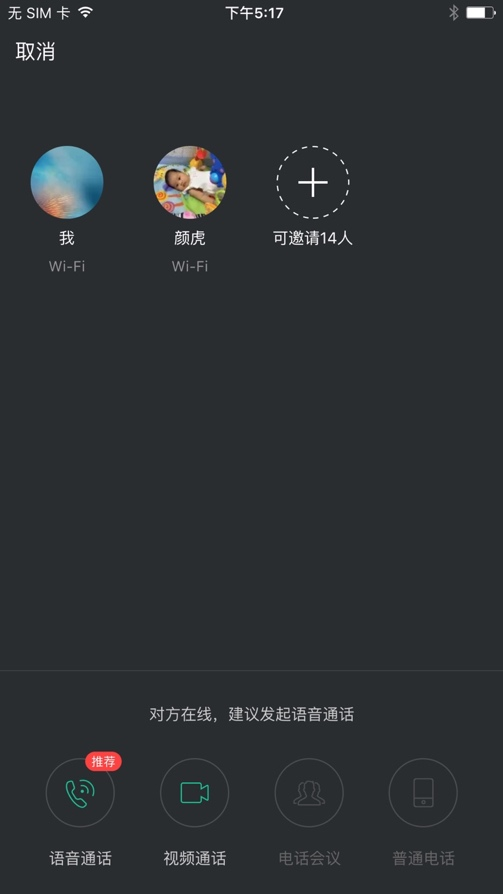 无 SIM 卡
下午5:17
取消
我
颜虎
可邀请14人
Wi-Fi
Wi-Fi
对方在线，建议发起语音通话
推荐
语音通话
视频通话
电话会议
普通电话